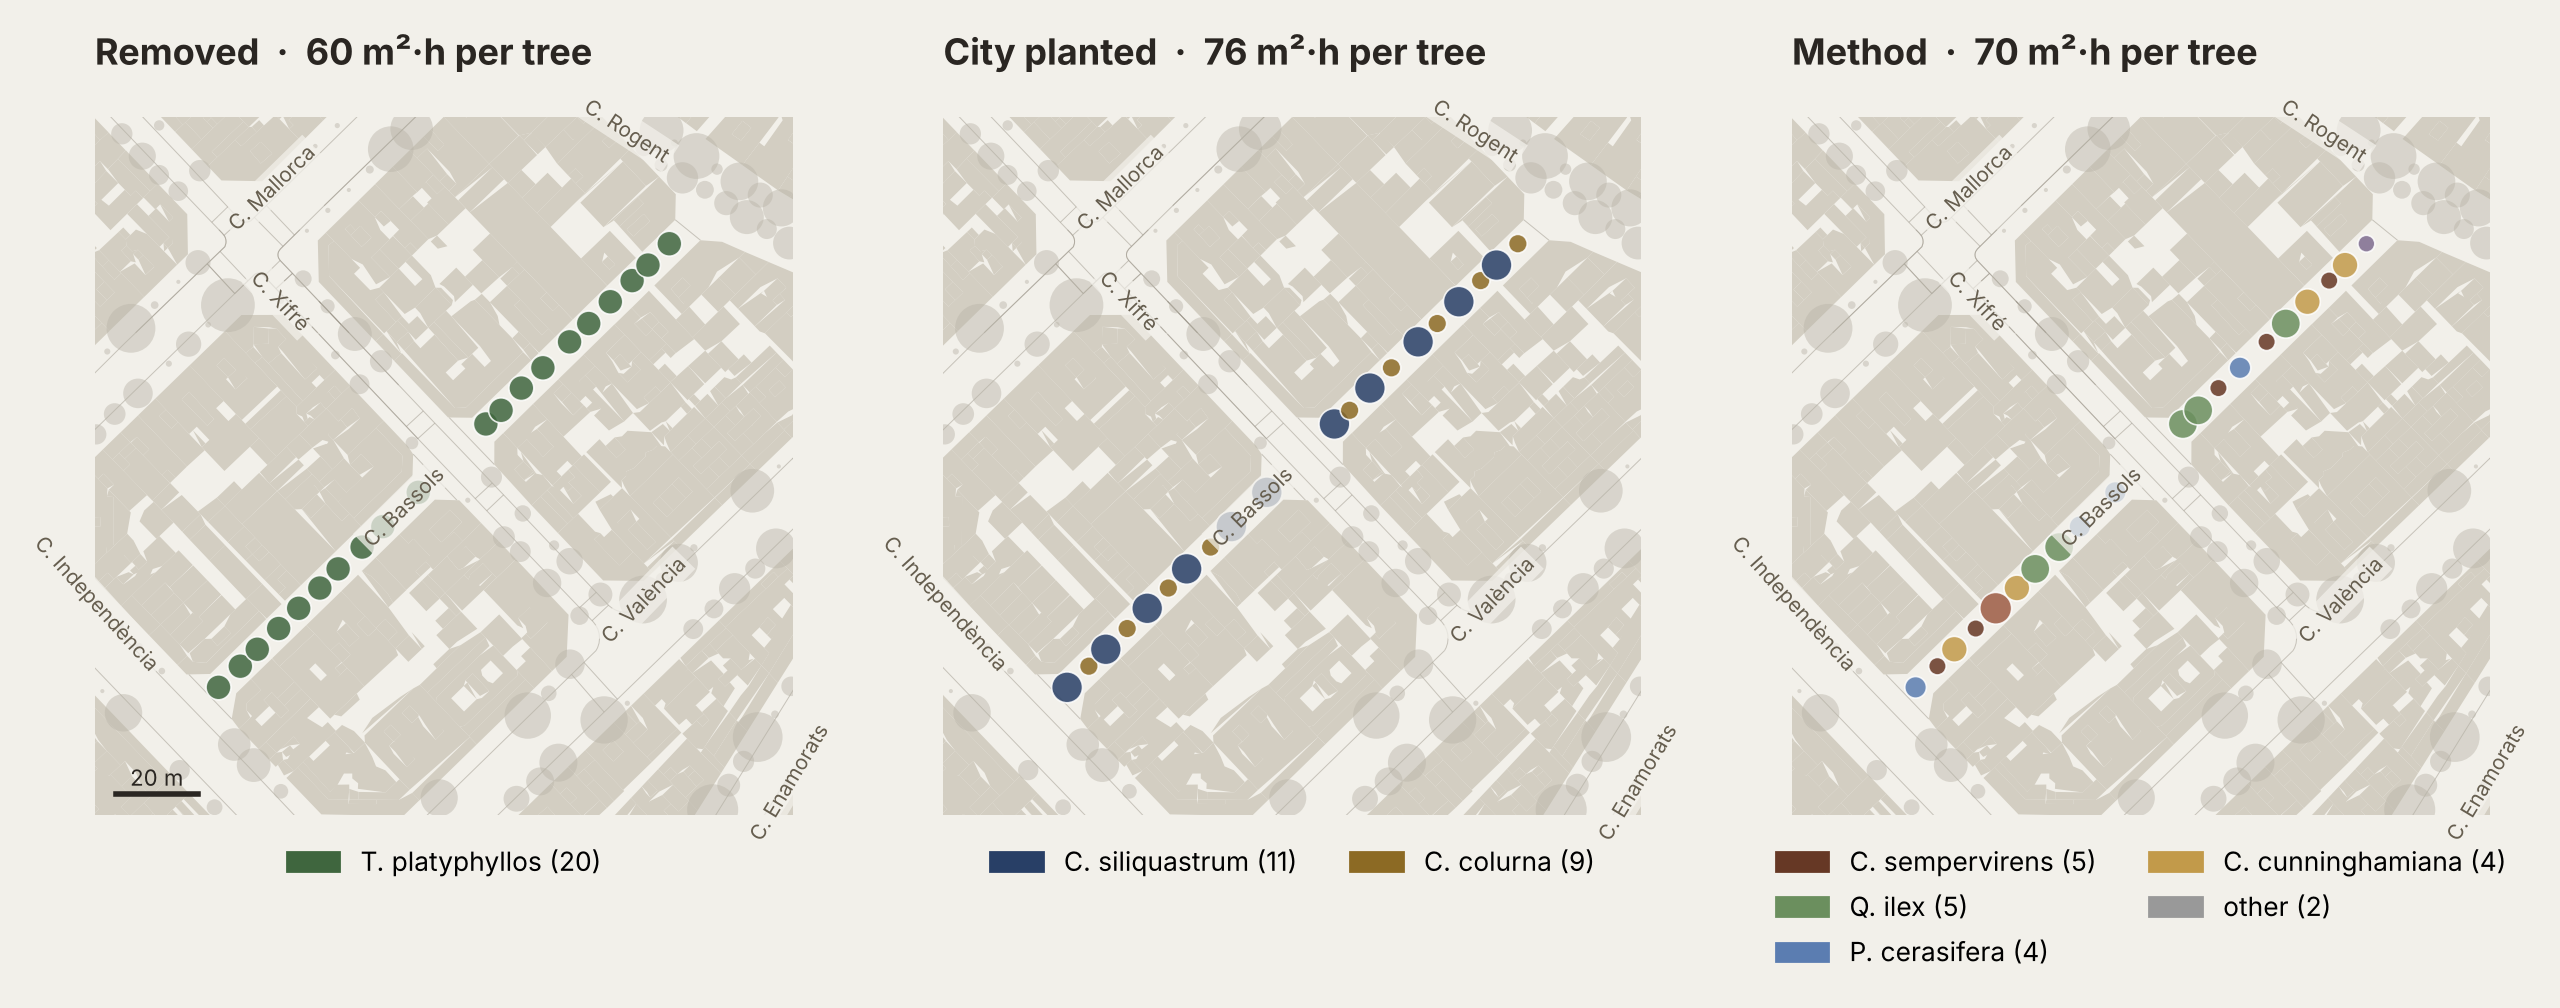 Removed · 60 m²·h per tree
C. Rogent
C. Mallorca
C. Xifré
C. Bassols
C. Independència
C. València
C. Enamorats
20 m
T. platyphyllos (20)
City planted · 76 m²·h per tree
C. Rogent
C. Mallorca
C. Xifré
C. Bassols
C. Independència
C. València
C. Enamorats
C. siliquastrum (11)
C. colurna (9)
Method · 70 m²·h per tree
C. Rogent
C. Mallorca
C. Xifré
C. Bassols
C. Independència
C. València
C. Enamorats
C. sempervirens (5)
C. cunninghamiana (4)
Q. ilex (5)
other (2)
P. cerasifera (4)